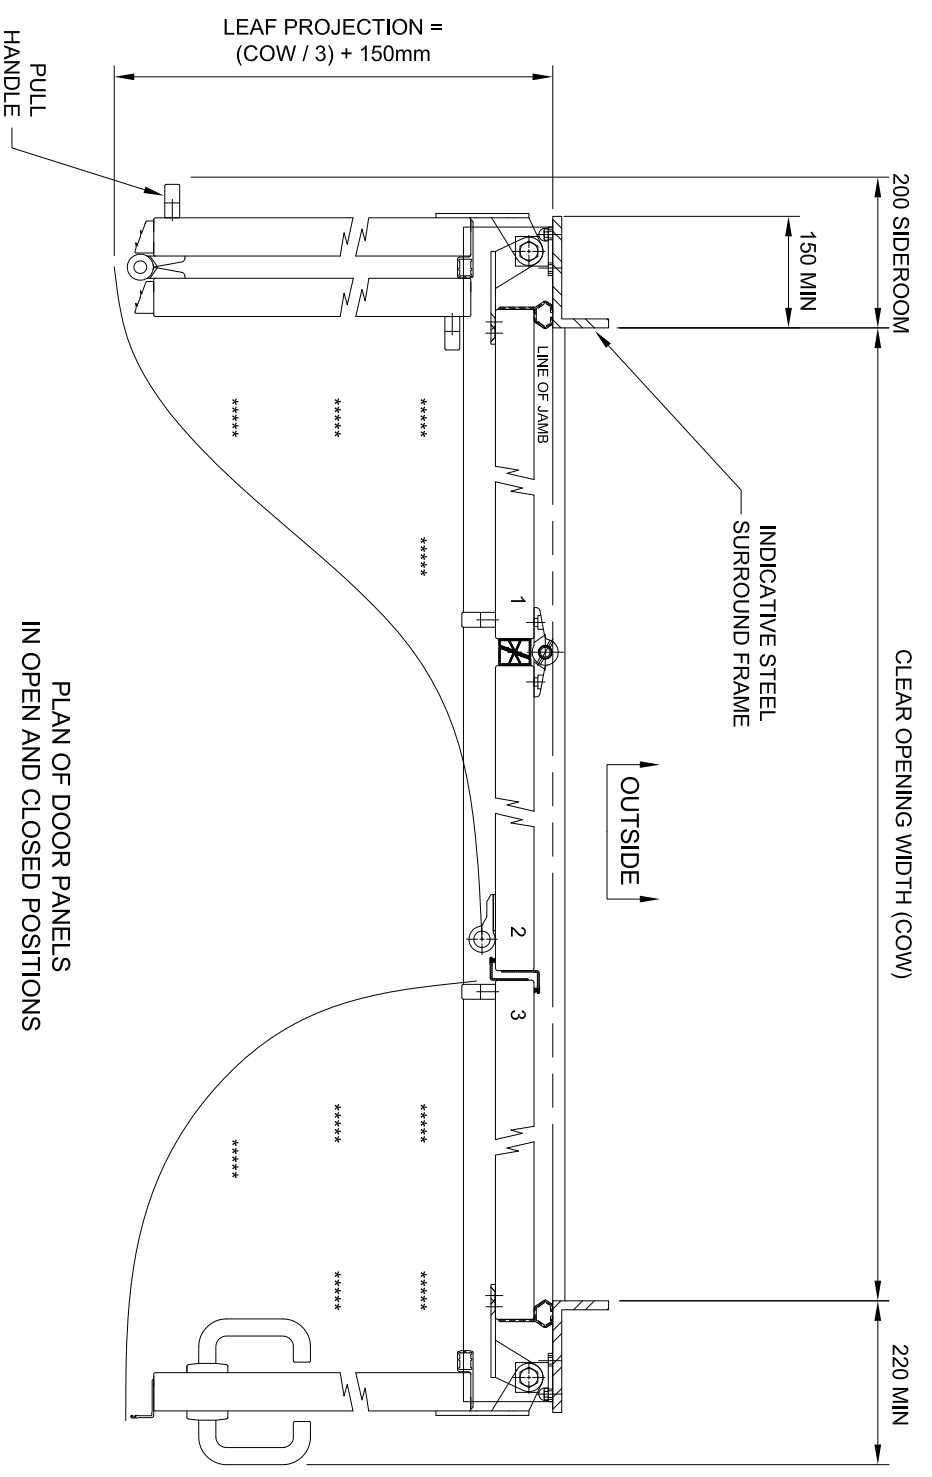 LEAF PROJECTION =
(COW / 3) + 150mm
PULL
HANDLE
200 SIDEROOM
150 MIN
CLEAR OPENING WIDTH (COW)
220 MIN
INDICATIVE STEEL
SURROUND FRAME
OUTSIDE
LINE OF JAMB
1
2
3
*****
*****
*****
*****
*****
*****
*****
*****
*****
PLAN OF DOOR PANELS
IN OPEN AND CLOSED POSITIONS